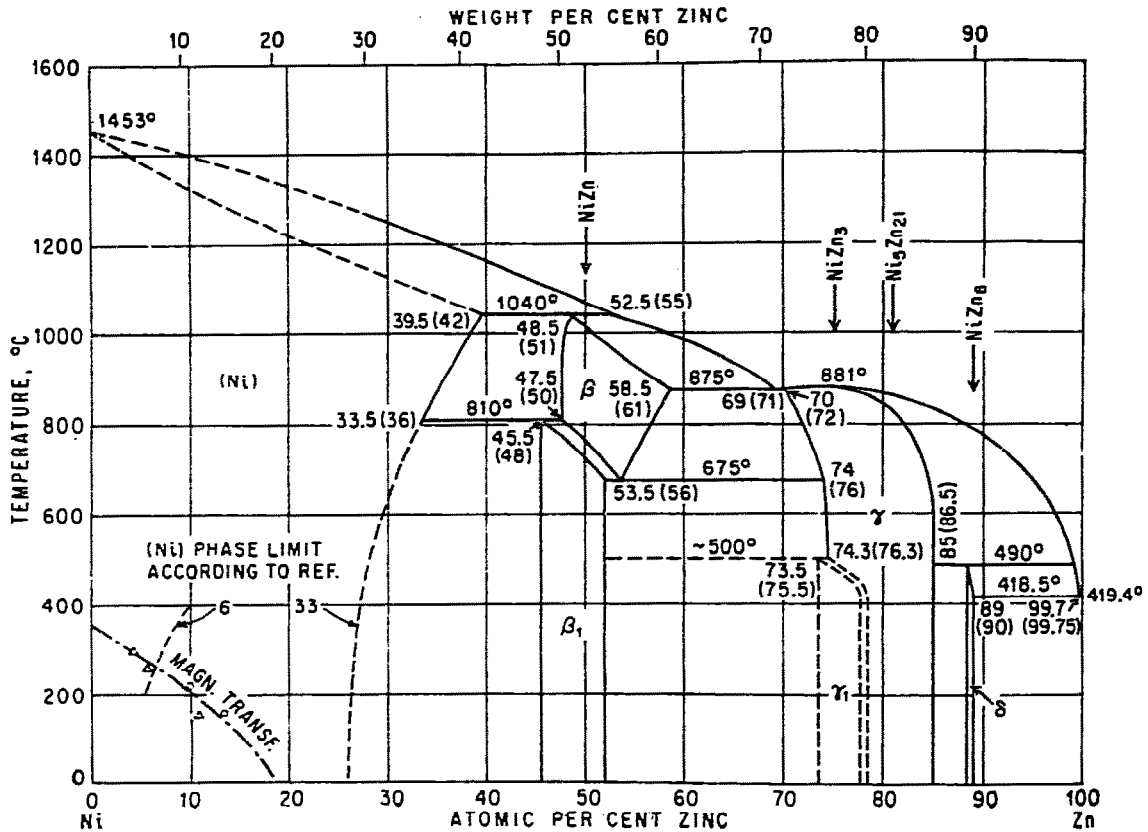 WEIGHT PER CENT ZINC
10 20 30 40 50 60 70 80 90
1600
1453°
1400
NiZn
NiZn3
Ni5Zn21
NiZn6
1200
1040°
52.5 (55)
39.5 (42)
48.5
(51)
1000
TEMPERATURE, °C
(Ni)
47.5
(50)
β
58.5
(61)
875°
881°
69 (71)
70
(72)
810°
33.5 (36)
800
45.5
(48)
675°
74
(76)
53.5 (56)
γ
85 (86.5)
600
(Ni) PHASE LIMIT
ACCORDING TO REF.
~500°
74.3 (76.3)
490°
73.5
(75.5)
418.5°
419.4°
400
6
33
89 99.7
(90) (99.75)
β1
MAGN. TRANSF.
200
γ1
δ
0
0 10 20 30 40 50 60 70 80 90 100
Ni
ATOMIC PER CENT ZINC
Zn